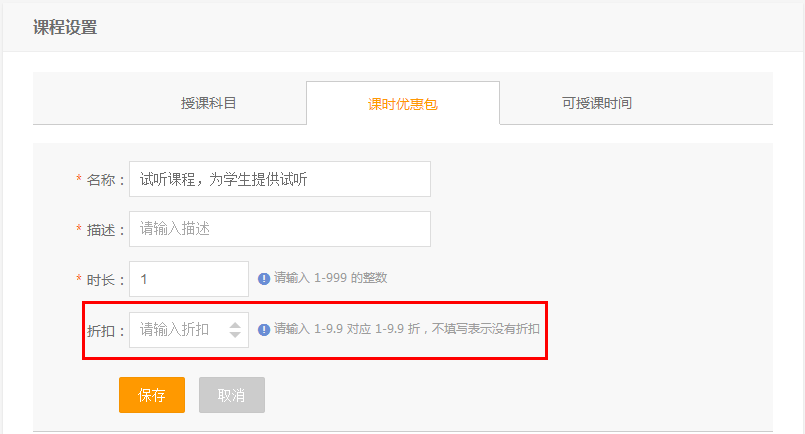 课程设置
授课科目 课时优惠包 可授课时间
* 名称： 试听课程，为学生提供试听
* 描述： 请输入描述
* 时长： 1 请输入 1-999 的整数
折扣： 请输入折扣 请输入 1-9.9 对应 1-9.9 折，不填写表示没有折扣
保存 取消